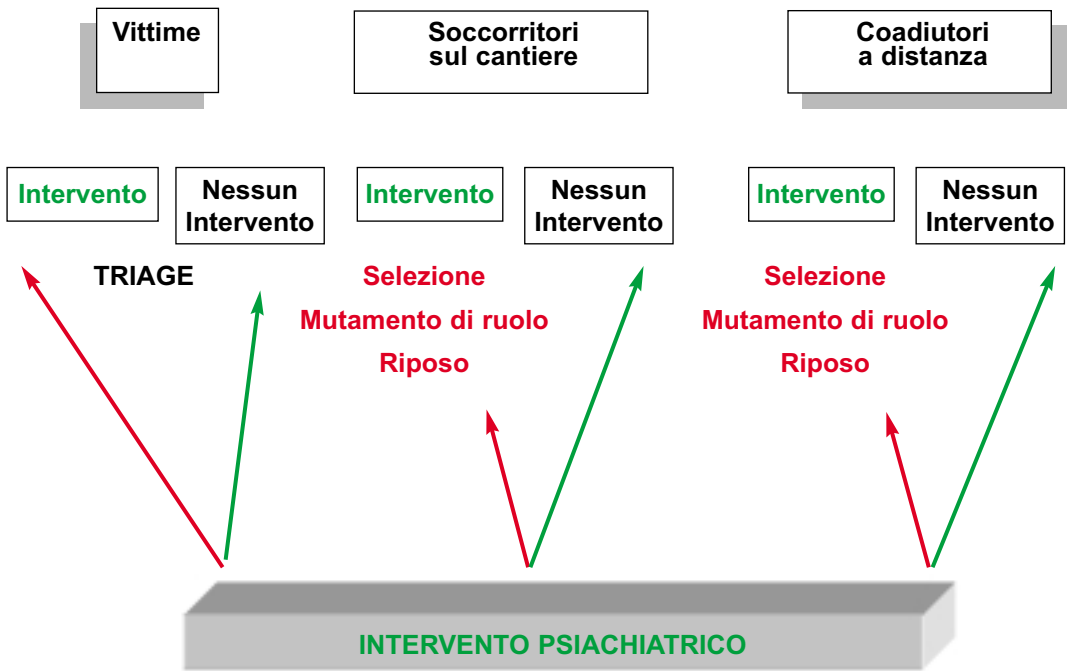 Vittime
Soccorritori
sul cantiere
Coadiutori
a distanza
Intervento
Nessun
Intervento
Intervento
Nessun
Intervento
Intervento
Nessun
Intervento
TRIAGE
Selezione
Mutamento di ruolo
Riposo
Selezione
Mutamento di ruolo
Riposo
INTERVENTO PSIACHIATRICO